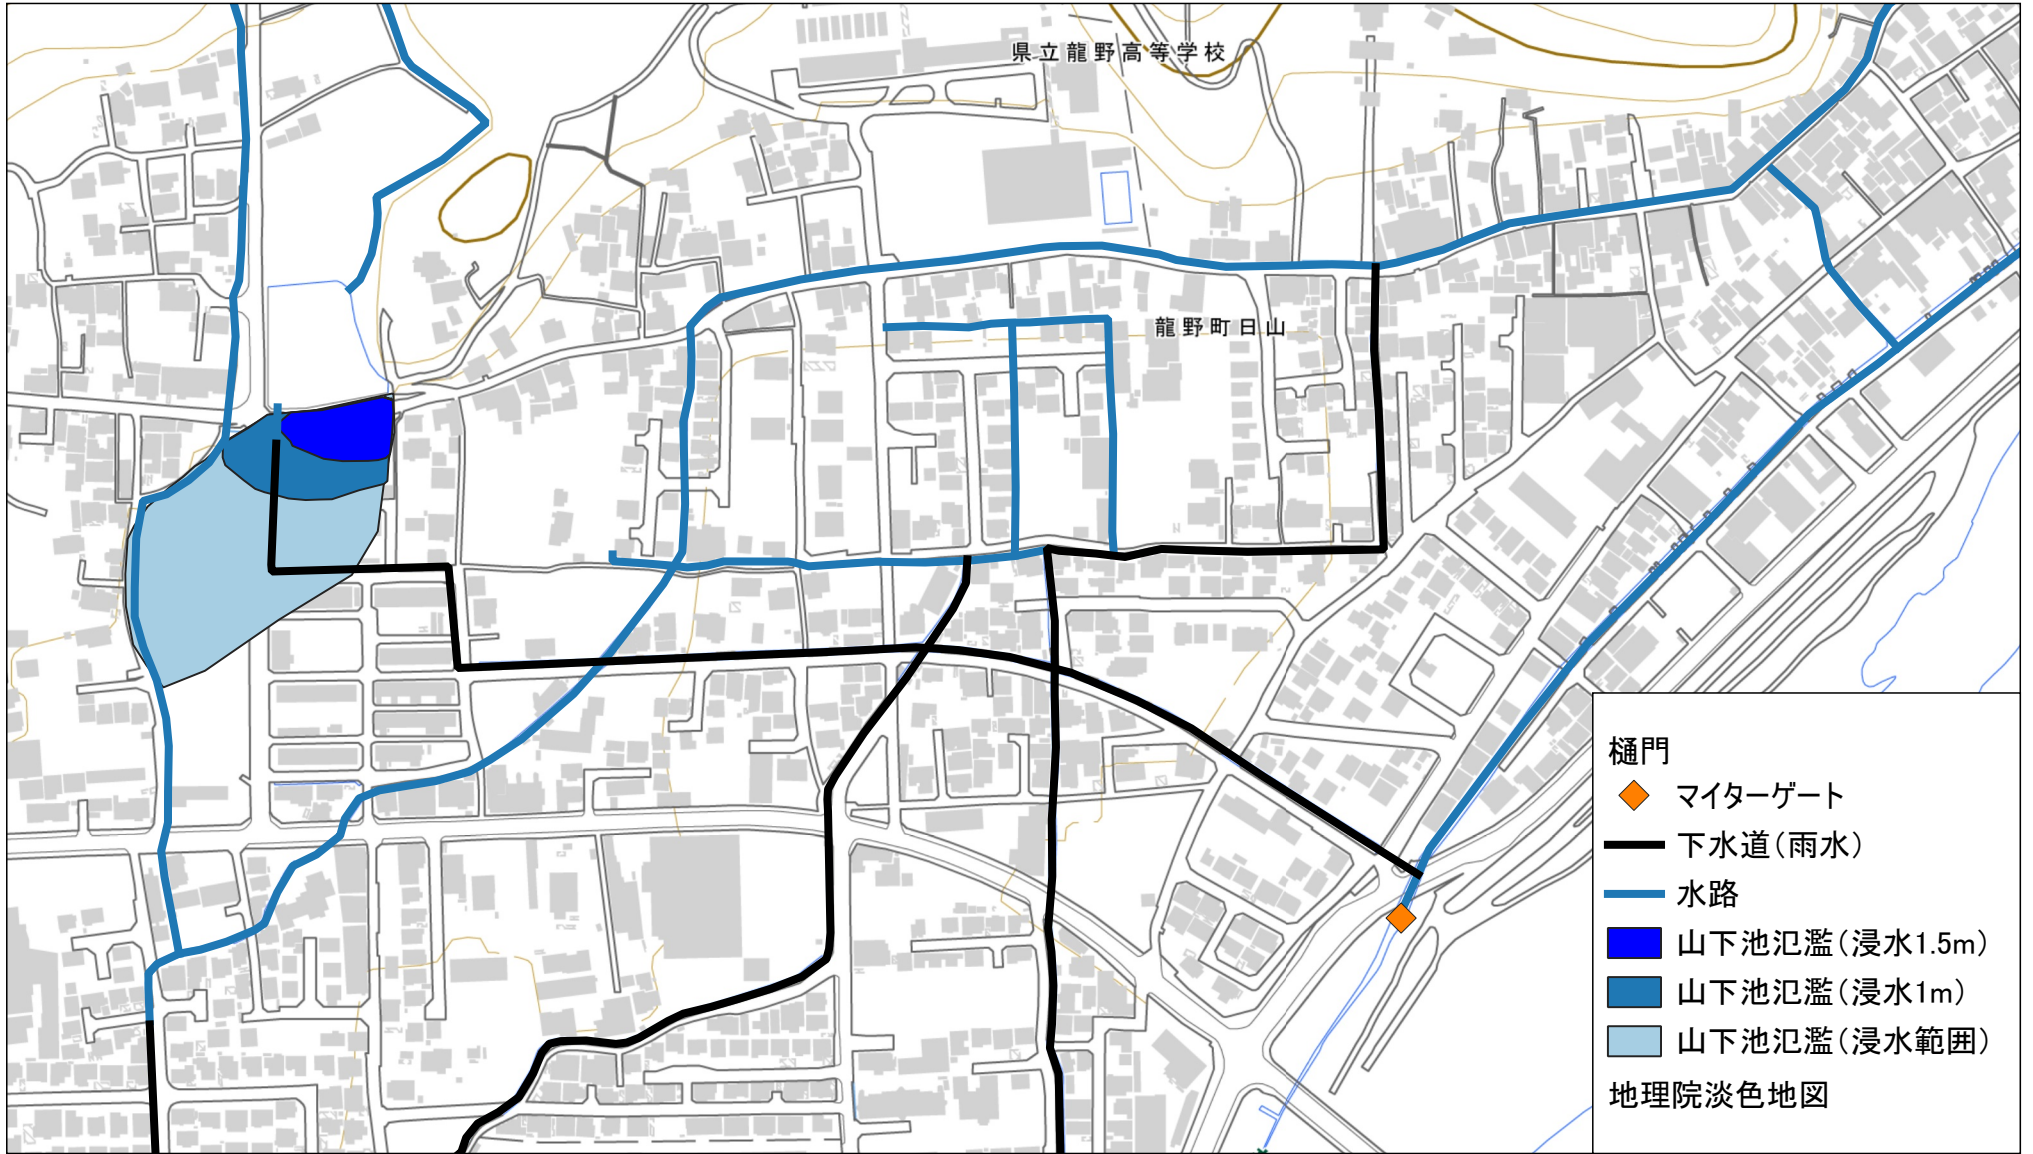 県立龍野高等学校
龍野町日山
樋門
マイターゲート
下水道(雨水)
水路
山下池氾濫(浸水1.5m)
山下池氾濫(浸水1m)
山下池氾濫(浸水範囲)
地理院淡色地図